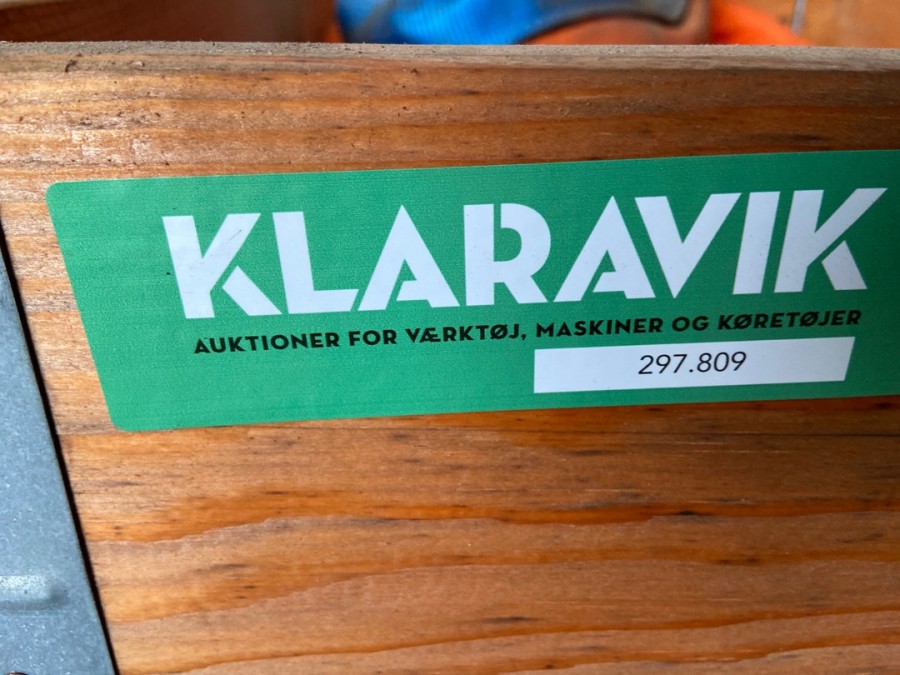 KLARAVIK
AUKTIONER FOR VÆRKTØJ, MASKINER OG KØRETØJER
297.809